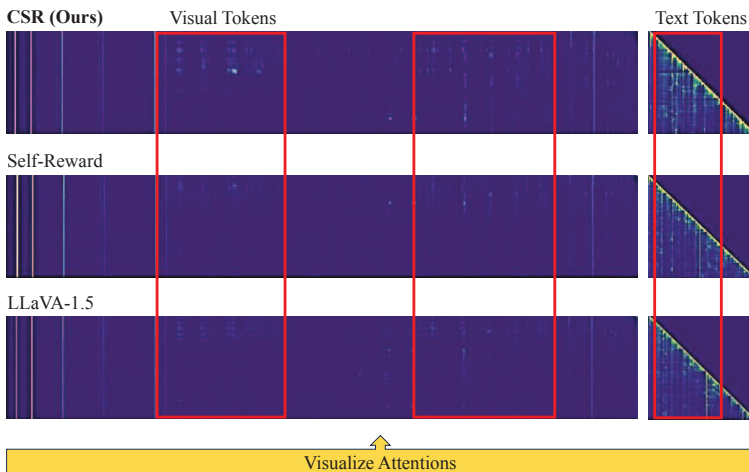 CSR (Ours)
Visual Tokens
Text Tokens
Self-Reward
LLaVA-1.5
Visualize Attentions